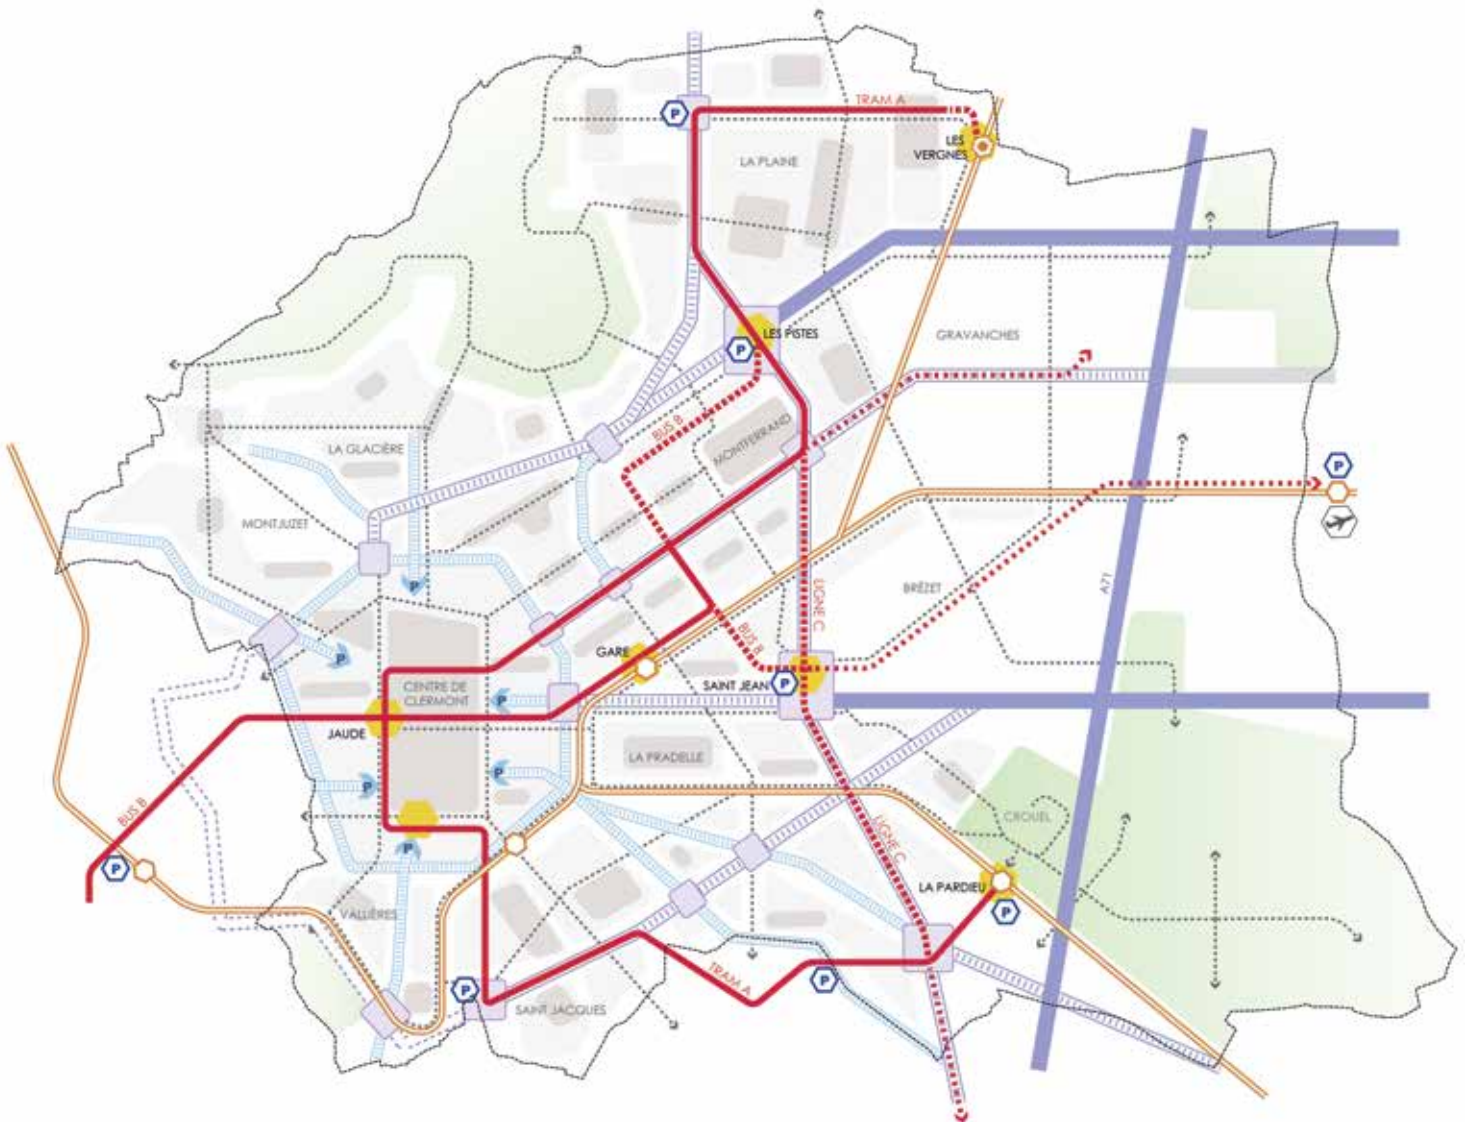 TRAM A
P
LES
VERGNES
LA PLAINE
LES PISTES
P
GRAVANCHES
BUS B
MONTFERRAND
LA GLACIÈRE
P
MONTJUZET
P
LIGNE C
BRÉZET
A71
BUS B
GARE
P
SAINT JEAN
P
CENTRE DE
CLERMONT
P
JAUDE
LA PRADELLE
P
P
BUS B
CROUEL
LIGNE C
P
P
LA PARDIEU
P
VALLIÈRES
TRAM A
P
P
SAINT JACQUES